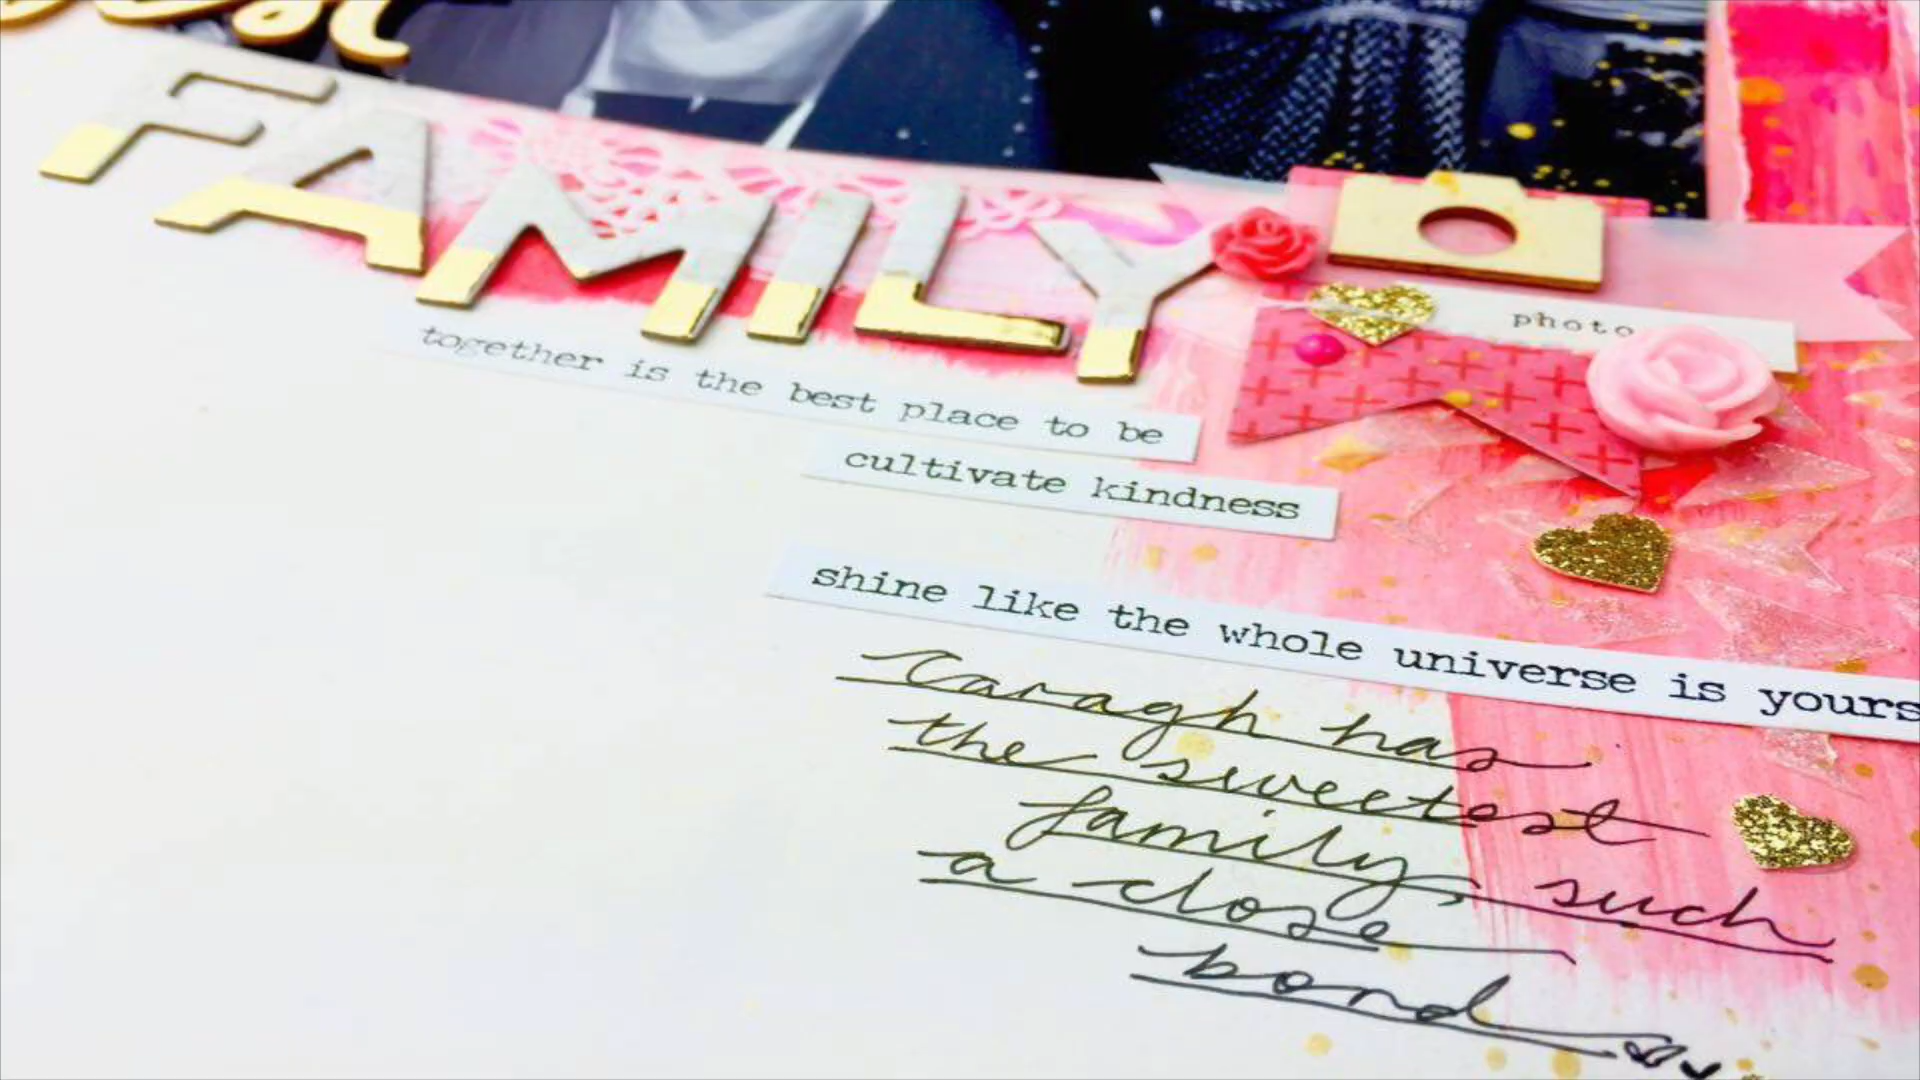 FAMILY
photo
together is the best place to be
cultivate kindness
shine like the whole universe is yours
Caragh has
the sweetest
family, such
a close
bond